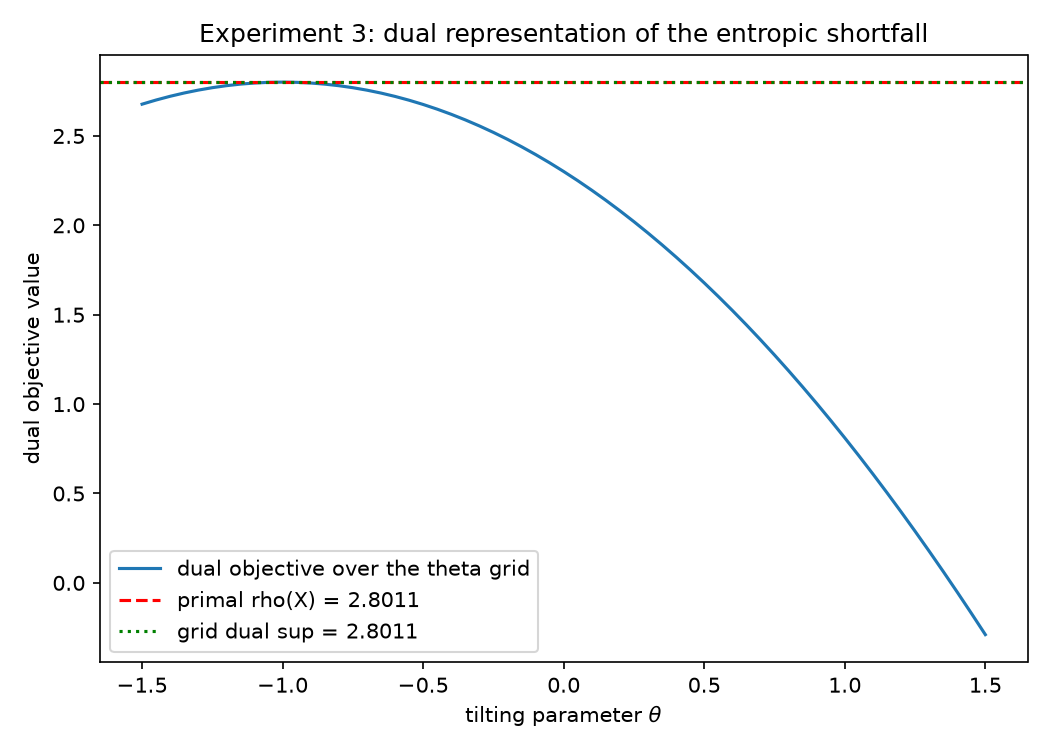 Experiment 3: dual representation of the entropic shortfall
dual objective value
2.5
2.0
1.5
1.0
0.5
0.0
dual objective over the theta grid
primal rho(X) = 2.8011
grid dual sup = 2.8011
−1.5
−1.0
−0.5
0.0
0.5
1.0
1.5
tilting parameter θ